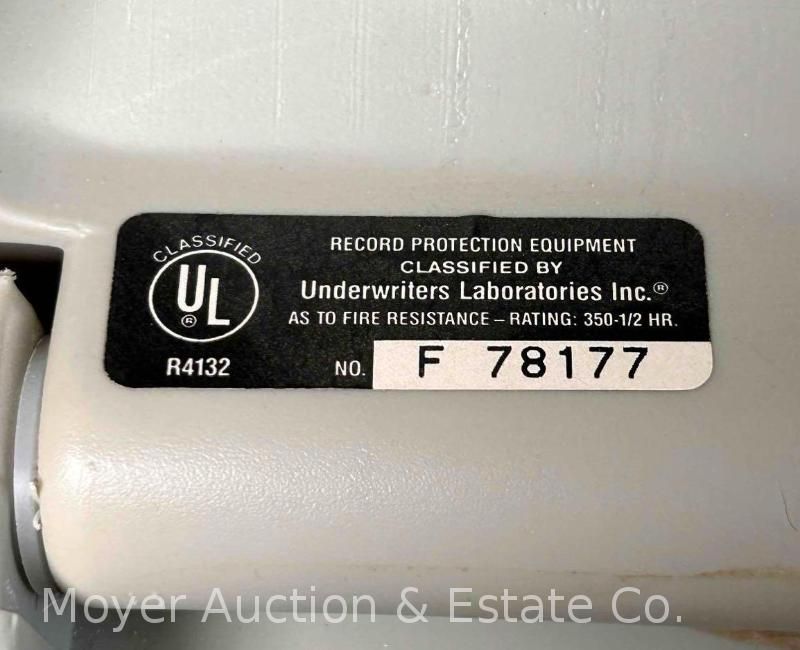 CLASSIFIED
UL
®
R4132
RECORD PROTECTION EQUIPMENT
CLASSIFIED BY
Underwriters Laboratories Inc.®
AS TO FIRE RESISTANCE – RATING: 350-1/2 HR.
NO. F 78177
Moyer Auction & Estate Co.